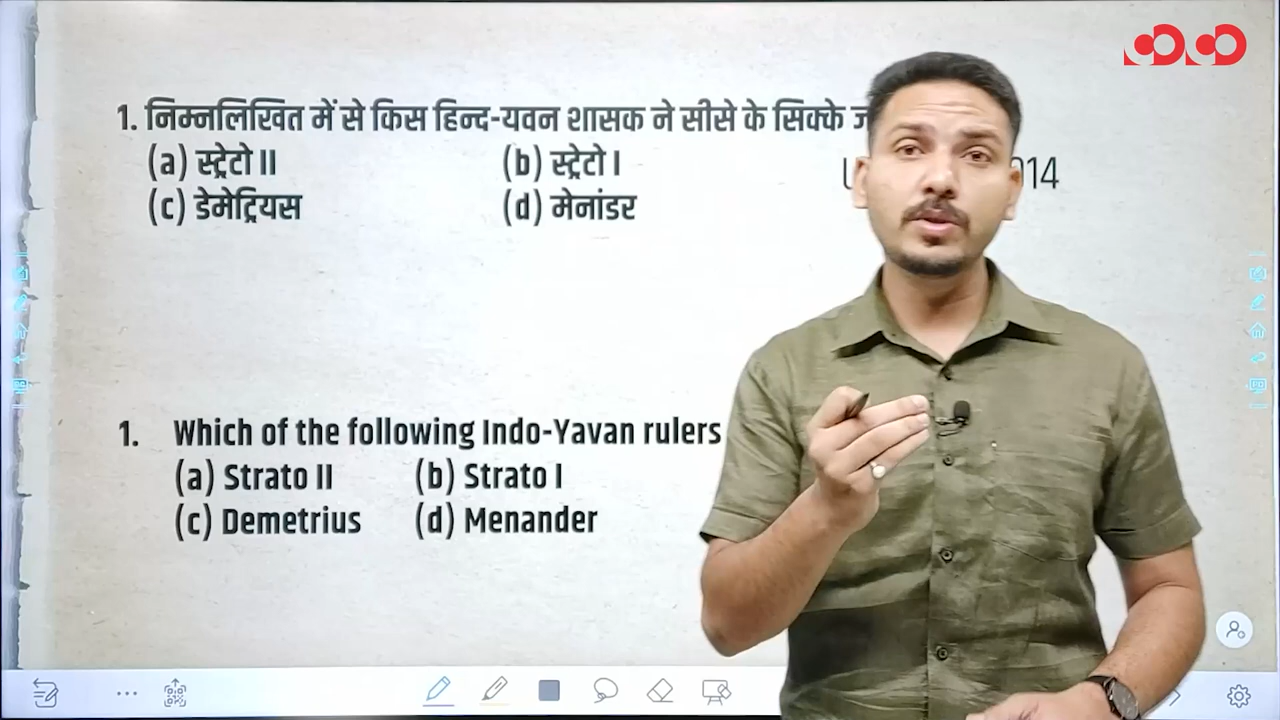 1. निम्नलिखित में से किस हिन्द-यवन शासक ने सीसे के सिक्के
(a) स्ट्रेटो II (b) स्ट्रेटो I
(c) डेमेट्रियस (d) मेनांडर
1. Which of the following Indo-Yavan rulers
(a) Strato II (b) Strato I
(c) Demetrius (d) Menander